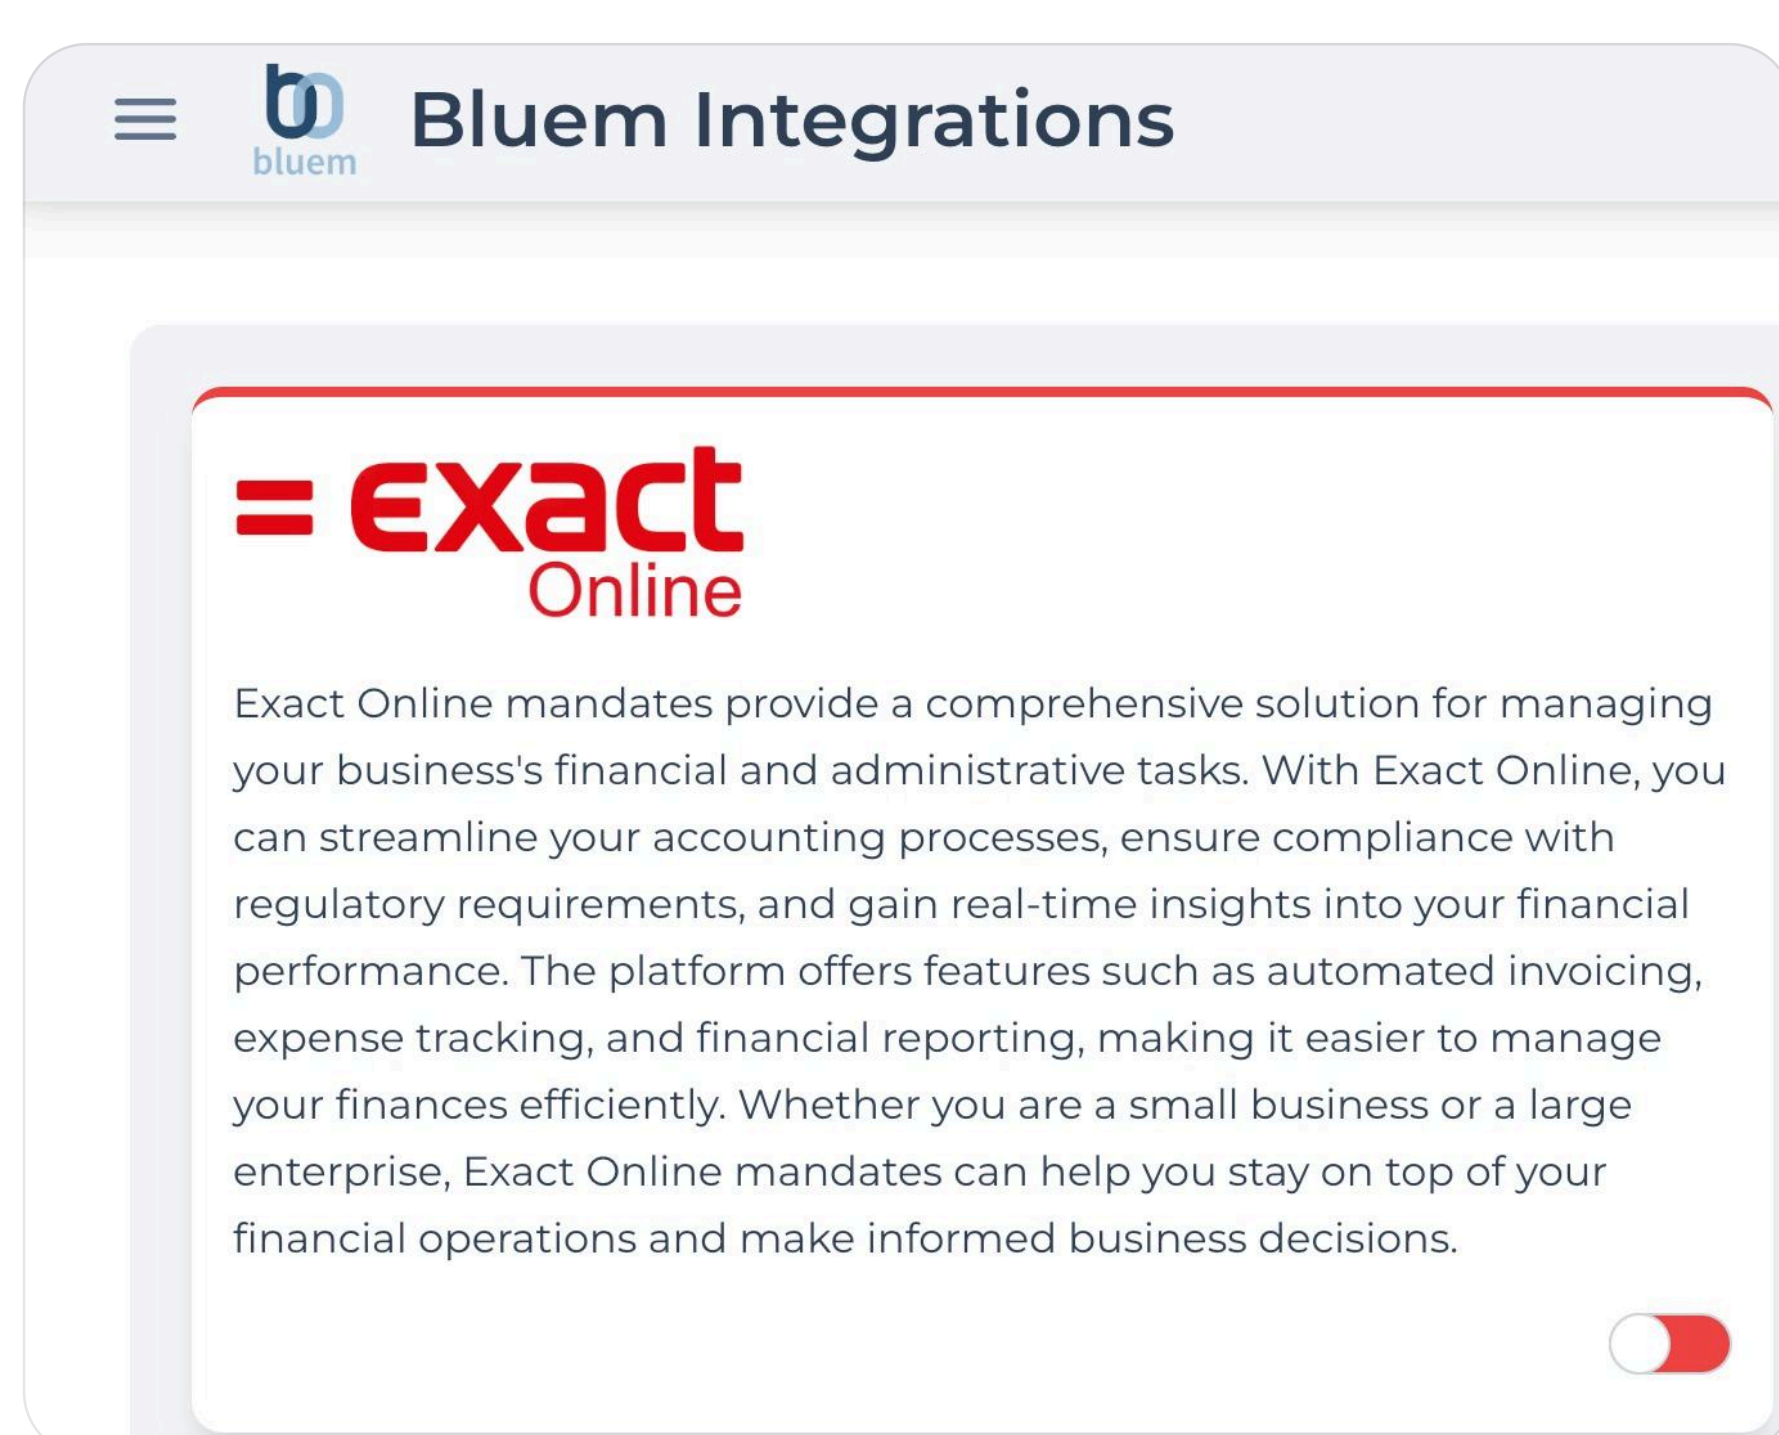 bluem
Bluem Integrations
= exact
Online
Exact Online mandates provide a comprehensive solution for managing
your business's financial and administrative tasks. With Exact Online, you
can streamline your accounting processes, ensure compliance with
regulatory requirements, and gain real-time insights into your financial
performance. The platform offers features such as automated invoicing,
expense tracking, and financial reporting, making it easier to manage
your finances efficiently. Whether you are a small business or a large
enterprise, Exact Online mandates can help you stay on top of your
financial operations and make informed business decisions.